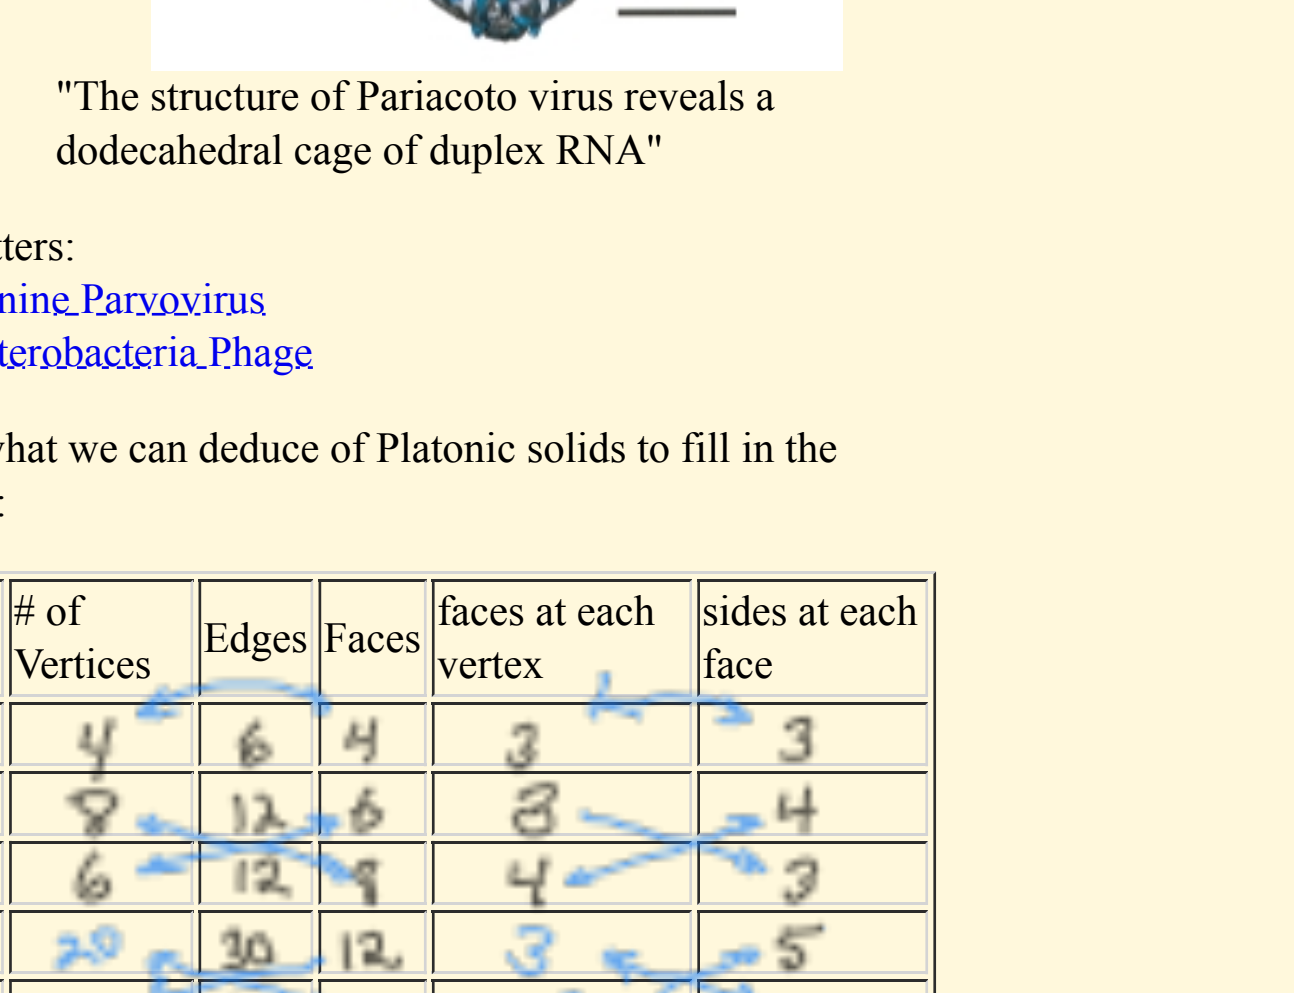 "The structure of Pariacoto virus reveals a
dodecahedral cage of duplex RNA"
tters:
nine Parvovirus
terobacteria Phage
what we can deduce of Platonic solids to fill in the
:
# of Vertices Edges Faces faces at each vertex sides at each face
4 6 4 3 3
8 12 6 3 4
6 12 8 4 3
20 30 12 3 5